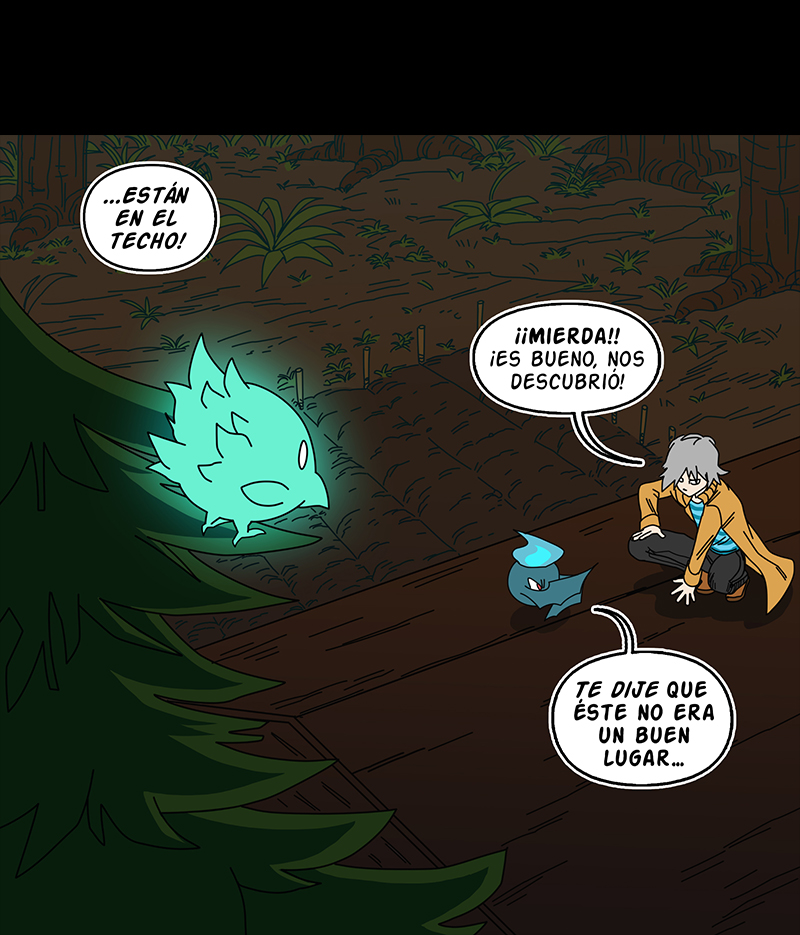 ...ESTÁN
EN EL
TECHO!
¡¡MIERDA!!
¡ES BUENO, NOS
DESCUBRIÓ!
TE DIJE QUE
ÉSTE NO ERA
UN BUEN
LUGAR...